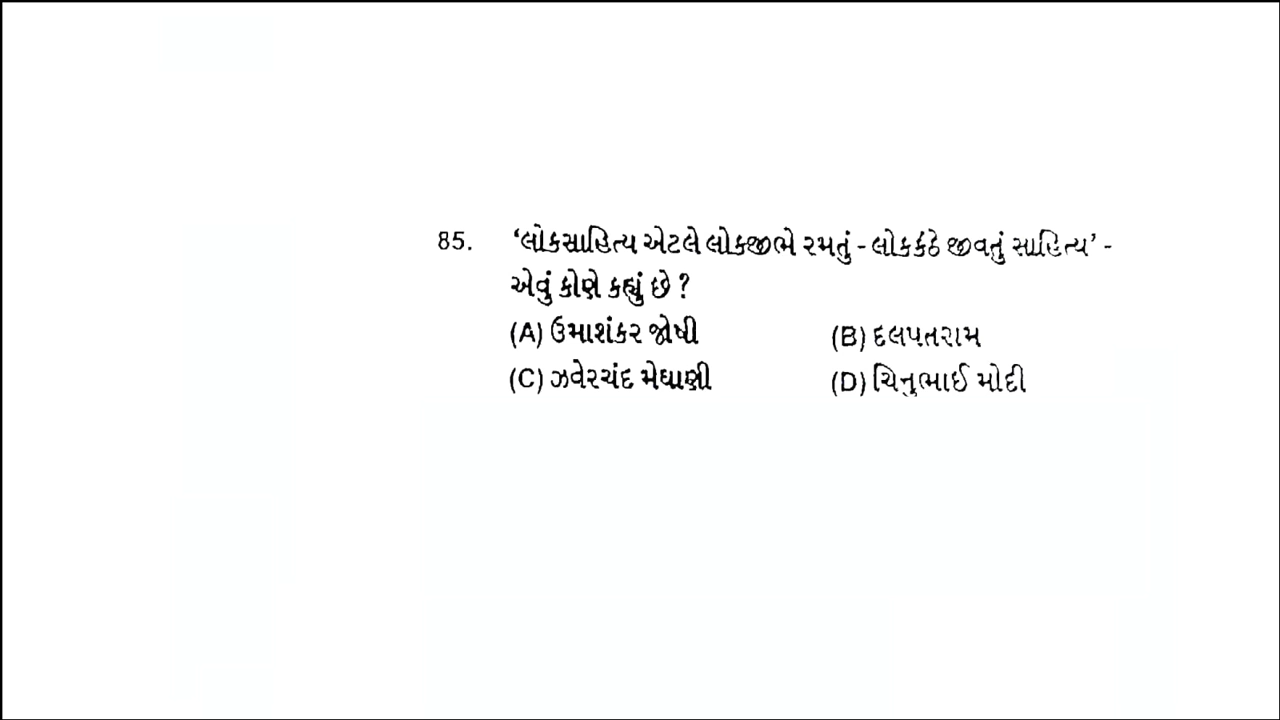 85. ‘લોકસાહિત્ય એટલે લોકજીભે રમતું - લોકકંઠે જીવતું સાહિત્ય’ -
એવું કોણે કહ્યું છે ?
(A) ઉમાશંકર જોષી (B) દલપતરામ
(C) ઝવેરચંદ મેઘાણી (D) ચિનુભાઈ મોદી